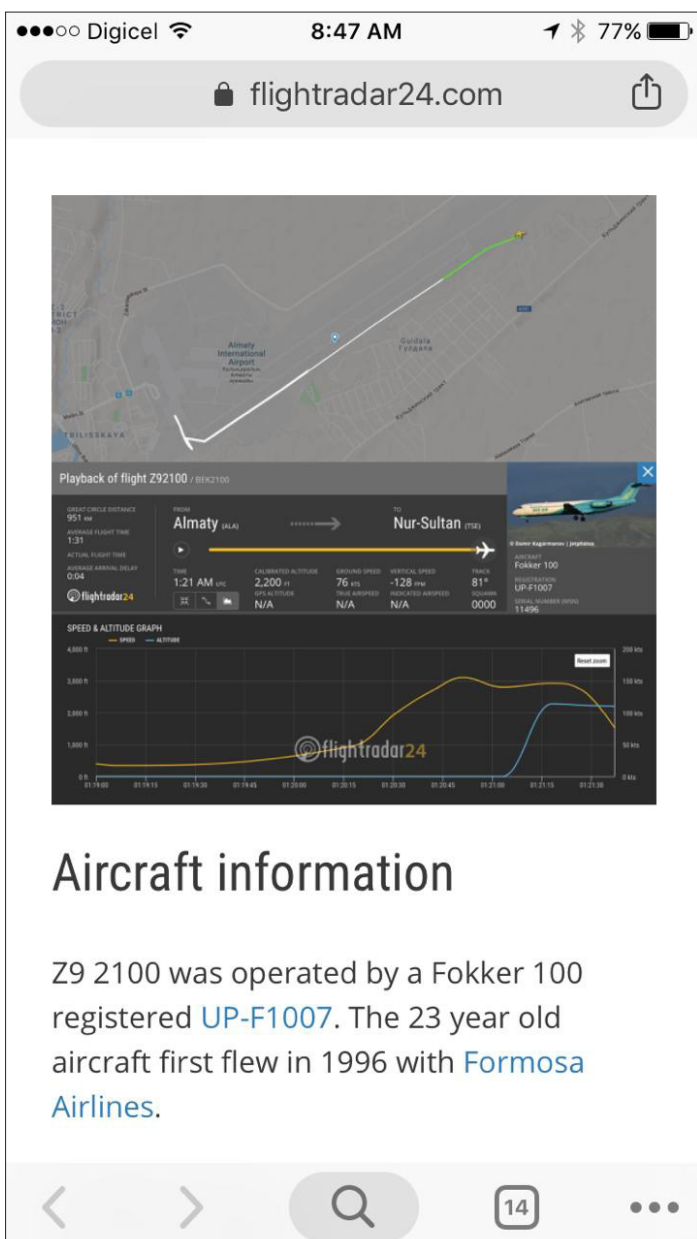 Digicel 8:47 AM 77%
flightradar24.com
Almaty
International
Airport
Guldala
Гулдала
Кульджинский тракт
TBILISSKAYA
Playback of flight Z92100 / BEK2100
GREAT CIRCLE DISTANCE
951 KM
AVERAGE FLIGHT TIME
1:31
ACTUAL FLIGHT TIME
AVERAGE ARRIVAL DELAY
0:04
flightradar24
FROM
Almaty (ALA)
TO
Nur-Sultan (TSE)
TIME
1:21 AM UTC
CALIBRATED ALTITUDE
2,200 FT
GPS ALTITUDE
N/A
GROUND SPEED
76 KTS
TRUE AIRSPEED
N/A
VERTICAL SPEED
-128 FPM
INDICATED AIRSPEED
N/A
TRACK
81°
SQUAWK
0000
AIRCRAFT
Fokker 100
REGISTRATION
UP-F1007
SERIAL NUMBER (MSN)
11496
SPEED & ALTITUDE GRAPH
SPEED ALTITUDE
Reset zoom
4,000 ft 200 kts
3,000 ft 150 kts
2,000 ft 100 kts
1,000 ft 50 kts
0 ft 0 kts
flightradar24
01:19:00 01:19:15 01:19:30 01:19:45 01:20:00 01:20:15 01:20:30 01:20:45 01:21:00 01:21:15 01:21:30
Aircraft information
Z9 2100 was operated by a Fokker 100
registered UP-F1007. The 23 year old
aircraft first flew in 1996 with Formosa
Airlines.
14